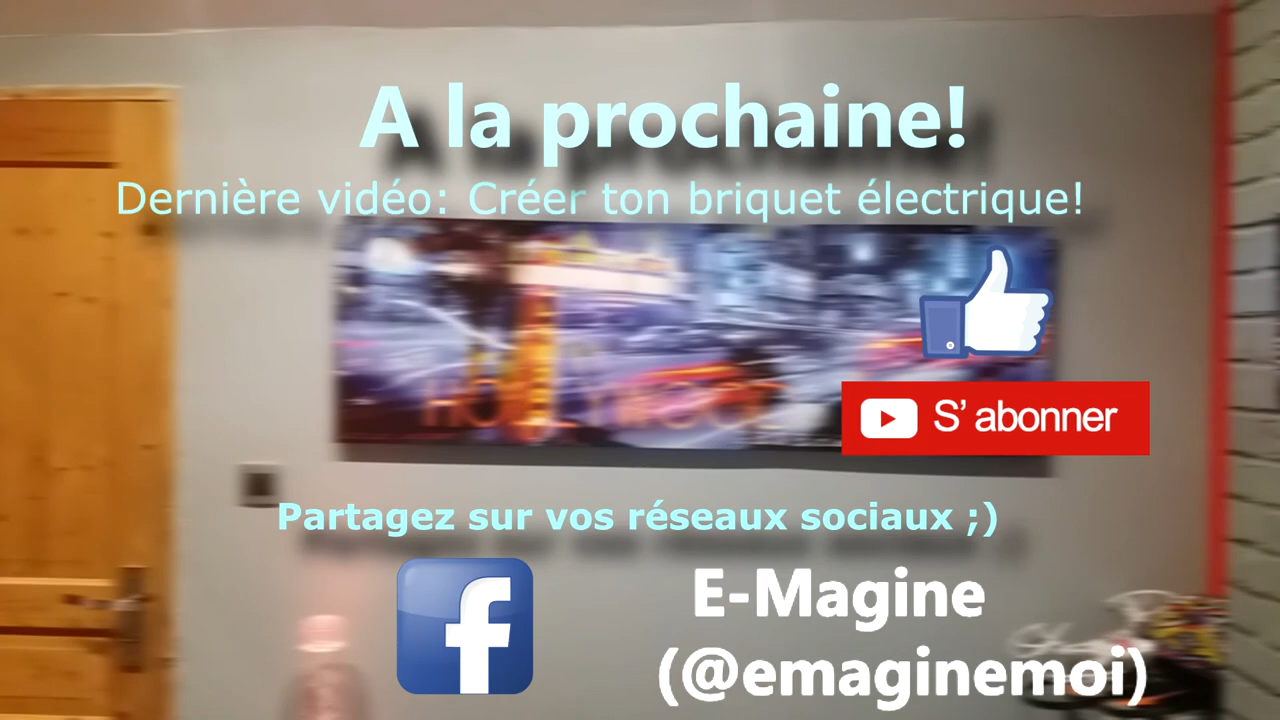 A la prochaine!
Dernière vidéo: Créer ton briquet électrique!
S' abonner
Partagez sur vos réseaux sociaux ;)
E-Magine
(@emaginemoi)